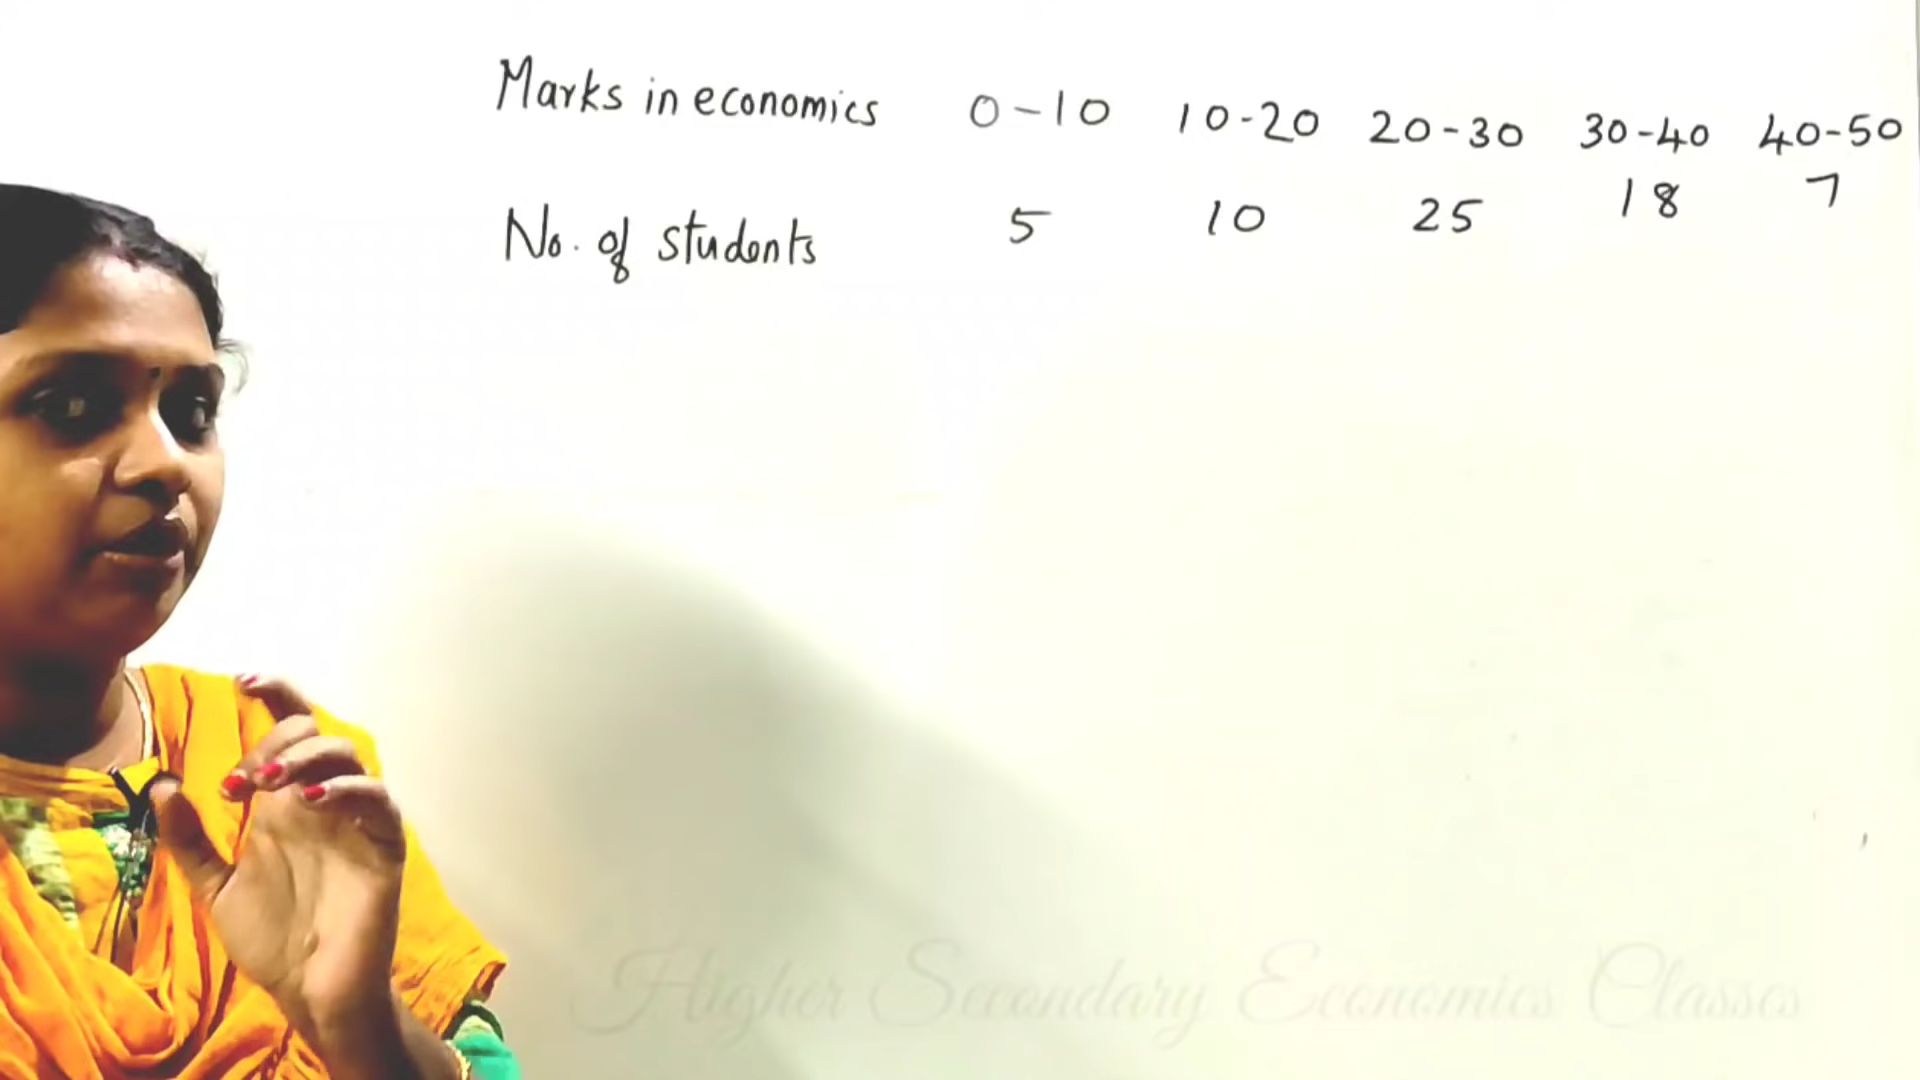 Marks in economics 0-10 10-20 20-30 30-40 40-50
No. of students 5 10 25 18 7
Higher Secondary Economics Classes